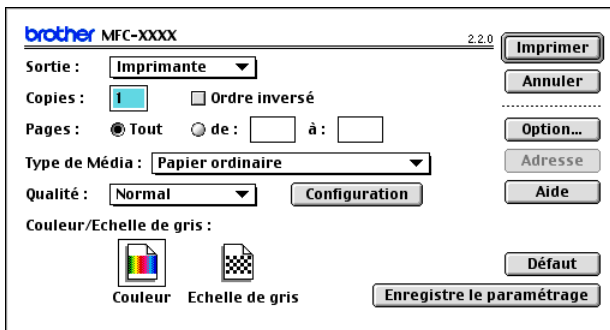 brother MFC-XXXX 2.2.0 Imprimer
Sortie : Imprimante Annuler
Copies : 1 Ordre inversé
Pages : Tout de : à : Option...
Type de Média : Papier ordinaire Adresse
Qualité : Normal Configuration Aide
Couleur/Echelle de gris :
Défaut
Couleur Echelle de gris Enregistre le paramétrage